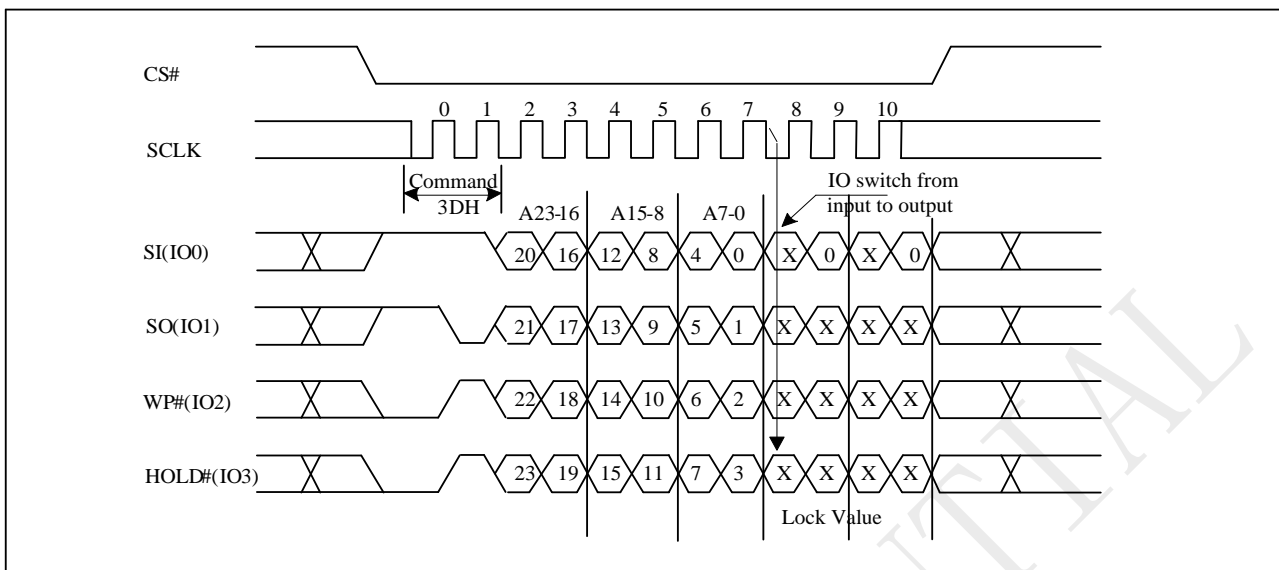 CS#
0 1 2 3 4 5 6 7 8 9 10
SCLK
Command
3DH
IO switch from
input to output
A23-16 A15-8 A7-0
SI(IO0) 20 16 12 8 4 0 X 0 X 0
SO(IO1) 21 17 13 9 5 1 X X X X
WP#(IO2) 22 18 14 10 6 2 X X X X
HOLD#(IO3) 23 19 15 11 7 3 X X X X
Lock Value